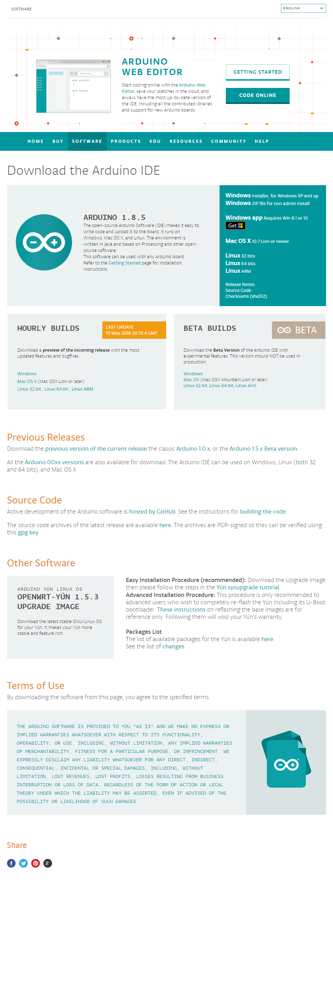 SOFTWARE
ENGLISH
Board & Port
void setup(){
}
void loop(){
}
ARDUINO
WEB EDITOR
Start coding online with the Arduino Web
Editor, save your sketches in the cloud, and
always have the most up-to-date version of
the IDE, including all the contributed libraries
and support for new Arduino boards.
GETTING STARTED
CODE ONLINE
HOME BUY SOFTWARE PRODUCTS EDU RESOURCES COMMUNITY HELP
Download the Arduino IDE
ARDUINO 1.8.5
The open-source Arduino Software (IDE) makes it easy to
write code and upload it to the board. It runs on
Windows, Mac OS X, and Linux. The environment is
written in Java and based on Processing and other open-
source software.
This software can be used with any Arduino board.
Refer to the Getting Started page for Installation
instructions.
Windows Installer, for Windows XP and up
Windows ZIP file for non admin install
Windows app Requires Win 8.1 or 10
Get
Mac OS X 10.7 Lion or newer
Linux 32 bits
Linux 64 bits
Linux ARM
Release Notes
Source Code
Checksums (sha512)
HOURLY BUILDS
LAST UPDATE
10 May 2018 20:13:4 GMT
Download a preview of the incoming release with the most
updated features and bugfixes.
Windows
Mac OS X (Mac OSX Lion or later)
Linux 32 bit , Linux 64 bit , Linux ARM
BETA BUILDS
BETA
Download the Beta Version of the Arduino IDE with
experimental features. This version should NOT be used in
production.
Windows
Mac OX (Mac OSX Mountain Lion or later)
Linux 32 bit, Linux 64 bit, Linux Arm
Previous Releases
Download the previous version of the current release the classic Arduino 1.0.x, or the Arduino 1.5.x Beta version.
All the Arduino 00xx versions are also available for download. The Arduino IDE can be used on Windows, Linux (both 32
and 64 bits), and Mac OS X.
Source Code
Active development of the Arduino software is hosted by GitHub. See the instructions for building the code.
The source code archives of the latest release are available here. The archives are PGP-signed so they can be verified using
this gpg key.
Other Software
ARDUINO YÚN LINUX OS
OPENWRT-YÚN 1.5.3
UPGRADE IMAGE
Download the latest stable GNU/Linux OS
for your Yún. It makes your Yún more
stable and feature rich.
Easy Installation Procedure (recommended): Download the Upgrade Image
then please follow the steps in the Yún sysupgrade tutorial.
Advanced Installation Procedure: This procedure is only recommended to
advanced users who wish to completely re-flash the Yún including its U-Boot
bootloader. These instructions on reflashing the base images are for
reference only. Following them will void your Yún's warranty.
Packages List
The list of available packages for the Yún is available here.
See the list of changes.
Terms of Use
By downloading the software from this page, you agree to the specified terms.
THE ARDUINO SOFTWARE IS PROVIDED TO YOU "AS IS" AND WE MAKE NO EXPRESS OR
IMPLIED WARRANTIES WHATSOEVER WITH RESPECT TO ITS FUNCTIONALITY,
OPERABILITY, OR USE, INCLUDING, WITHOUT LIMITATION, ANY IMPLIED WARRANTIES
OF MERCHANTABILITY, FITNESS FOR A PARTICULAR PURPOSE, OR INFRINGEMENT. WE
EXPRESSLY DISCLAIM ANY LIABILITY WHATSOEVER FOR ANY DIRECT, INDIRECT,
CONSEQUENTIAL, INCIDENTAL OR SPECIAL DAMAGES, INCLUDING, WITHOUT
LIMITATION, LOST REVENUES, LOST PROFITS, LOSSES RESULTING FROM BUSINESS
INTERRUPTION OR LOSS OF DATA, REGARDLESS OF THE FORM OF ACTION OR LEGAL
THEORY UNDER WHICH THE LIABILITY MAY BE ASSERTED, EVEN IF ADVISED OF THE
POSSIBILITY OR LIKELIHOOD OF SUCH DAMAGES.
Share